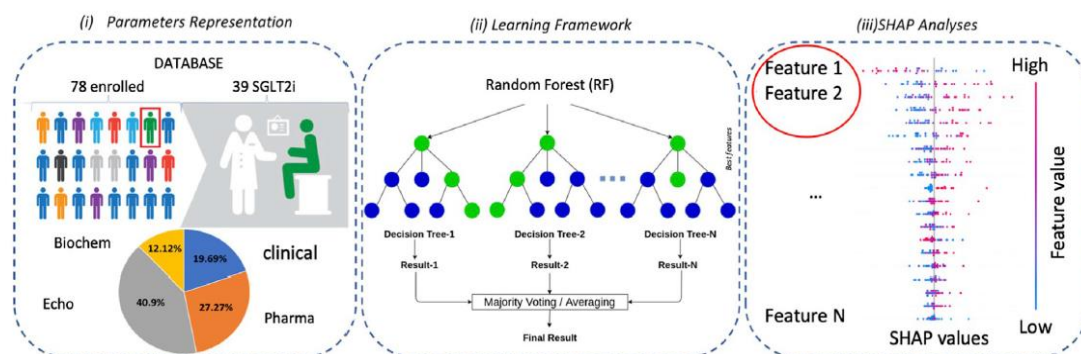 (i) Parameters Representation
DATABASE
78 enrolled
39 SGLT2i
Biochem
clinical
12.12%
19.69%
Echo
40.9%
27.27%
Pharma
(ii) Learning Framework
Random Forest (RF)
Best features
Decision Tree-1
Decision Tree-2
Decision Tree-N
Result-1
Result-2
Result-N
Majority Voting / Averaging
Final Result
(iii)SHAP Analyses
Feature 1
Feature 2
...
Feature N
High
Feature value
Low
SHAP values